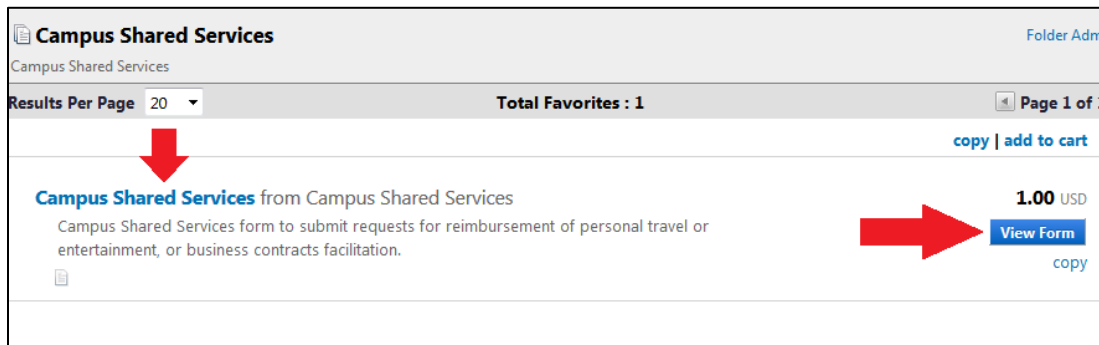 Campus Shared Services
Folder Adm
Campus Shared Services
Results Per Page 20 Total Favorites : 1 Page 1 of
copy | add to cart
Campus Shared Services from Campus Shared Services 1.00 USD
Campus Shared Services form to submit requests for reimbursement of personal travel or
entertainment, or business contracts facilitation.
View Form
copy